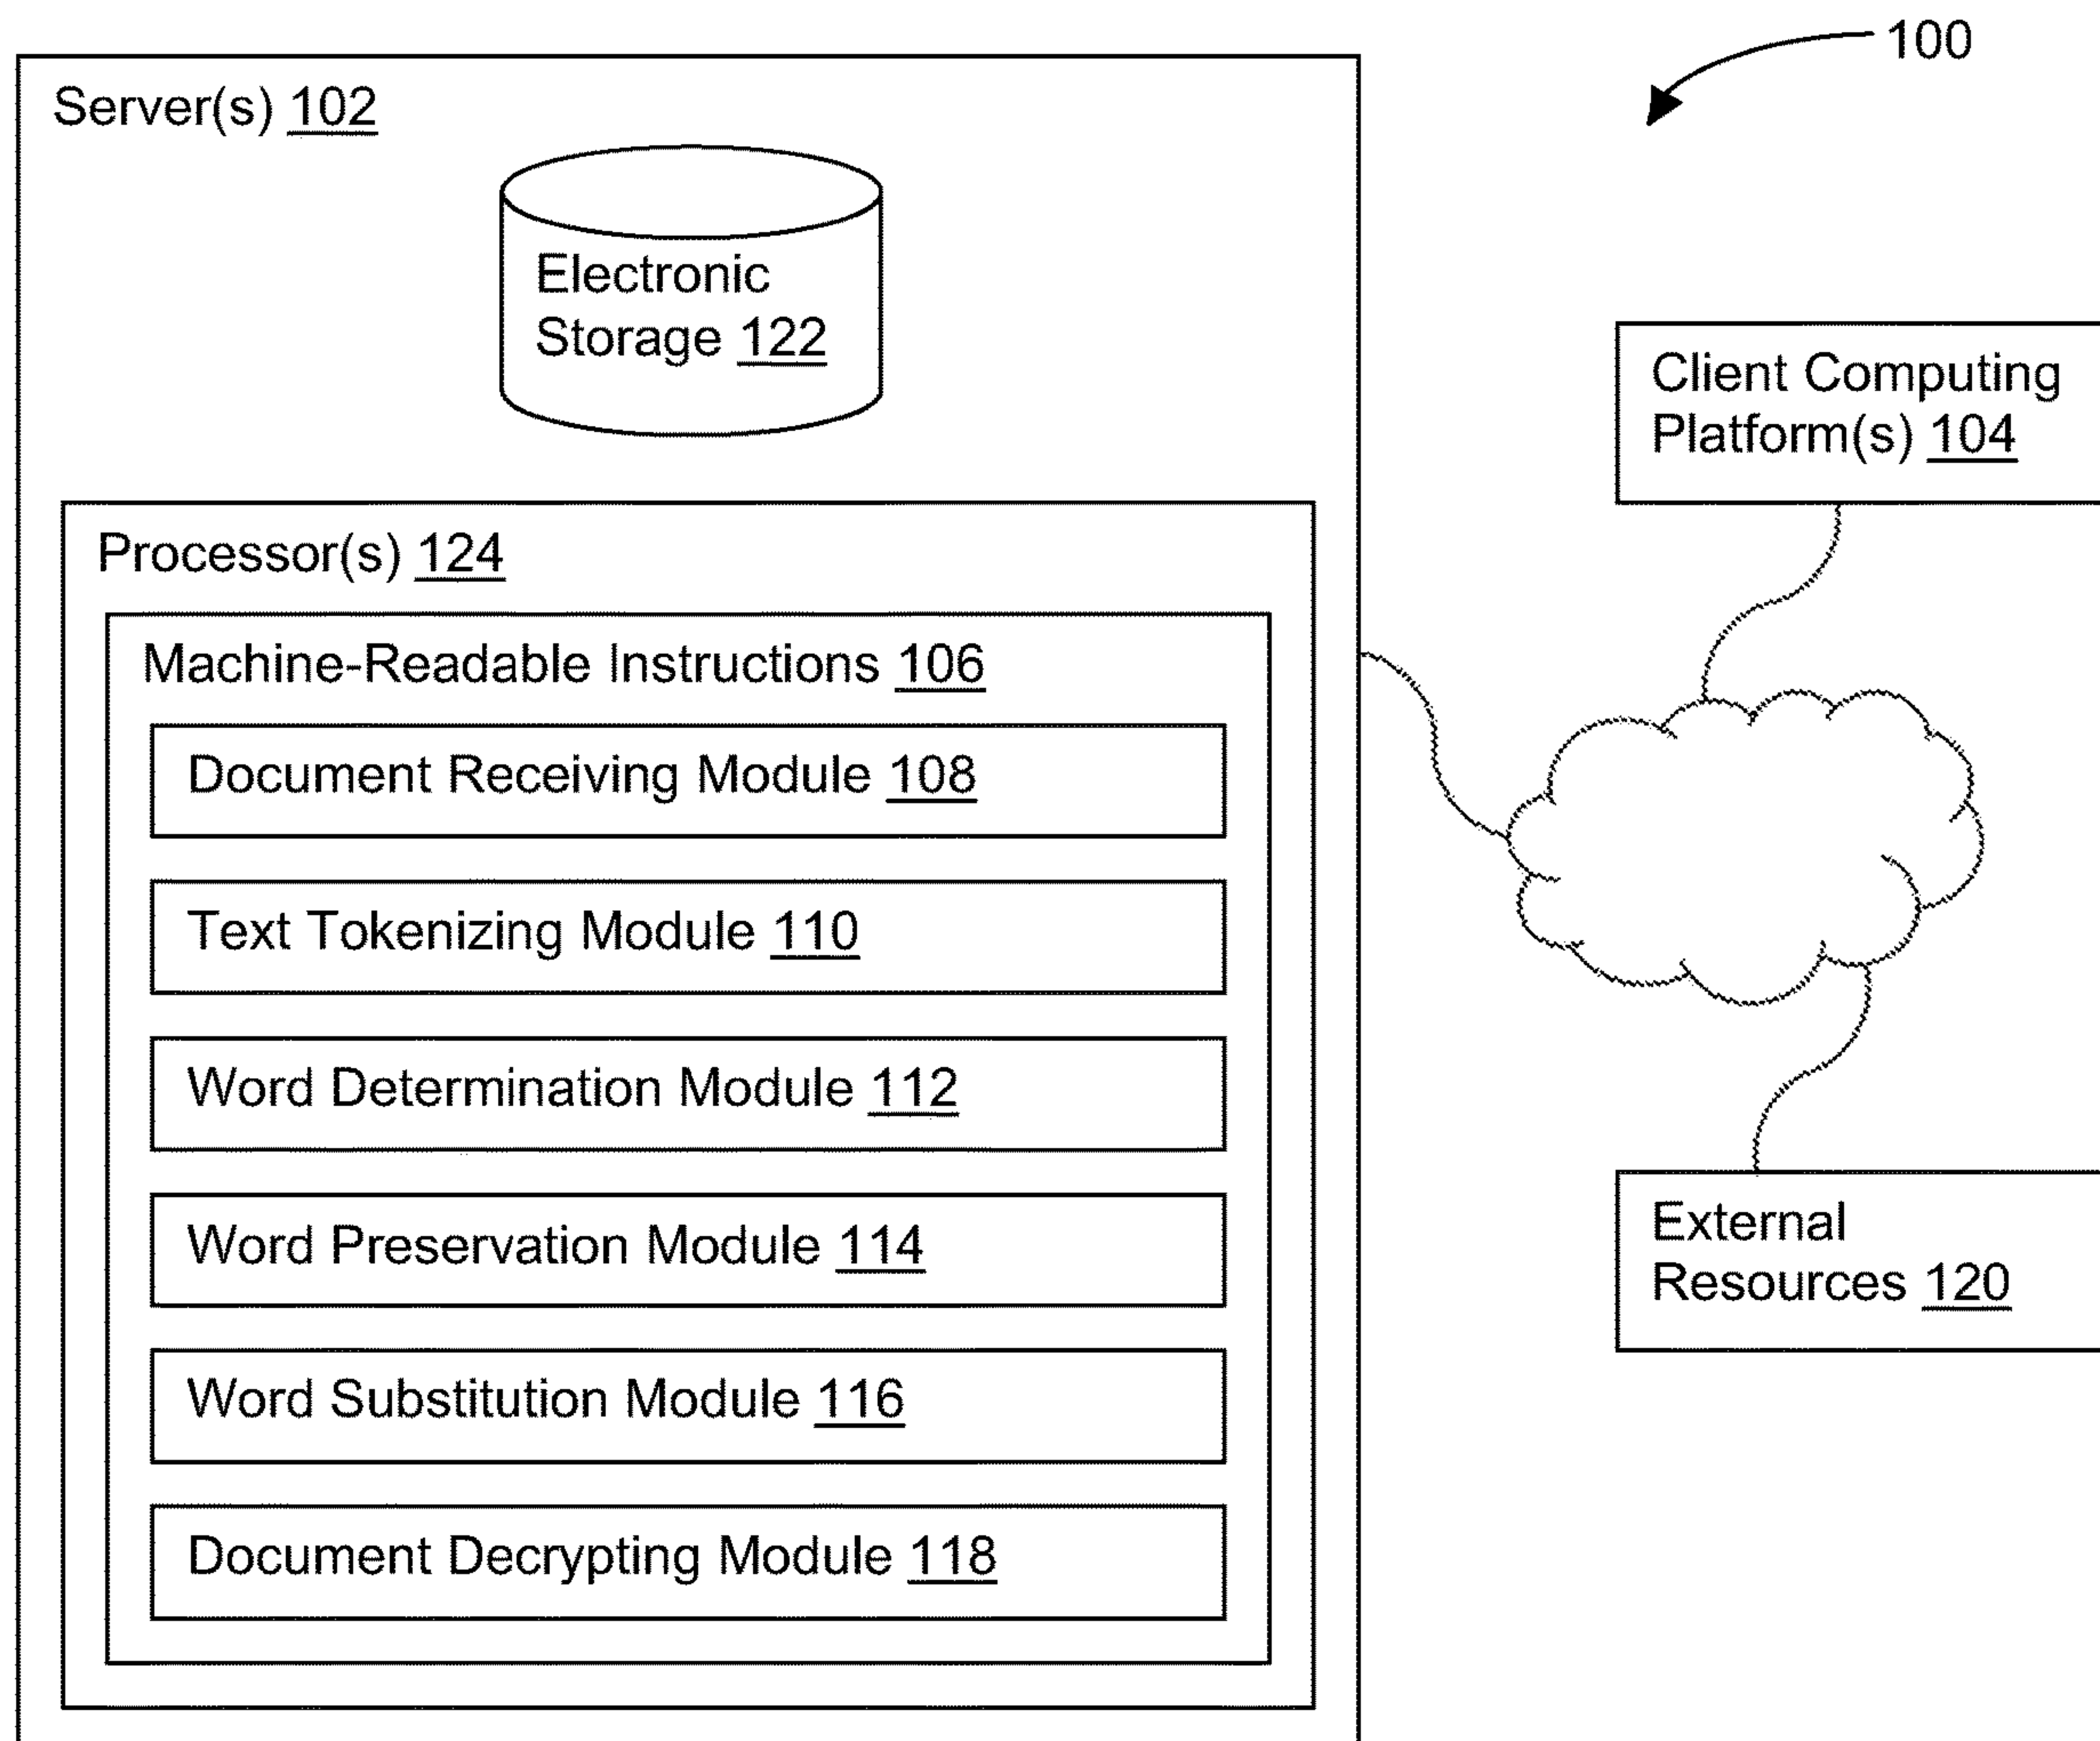 100
Server(s) 102
Electronic
Storage 122
Client Computing
Platform(s) 104
Processor(s) 124
Machine-Readable Instructions 106
Document Receiving Module 108
Text Tokenizing Module 110
Word Determination Module 112
Word Preservation Module 114
External
Resources 120
Word Substitution Module 116
Document Decrypting Module 118